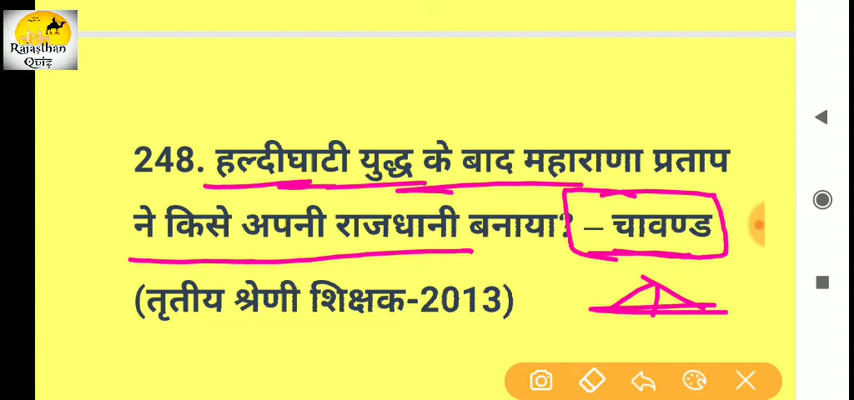 Rajasthan
Quiz
248. हल्दीघाटी युद्ध के बाद महाराणा प्रताप
ने किसे अपनी राजधानी बनाया? – चावण्ड
(तृतीय श्रेणी शिक्षक-2013)